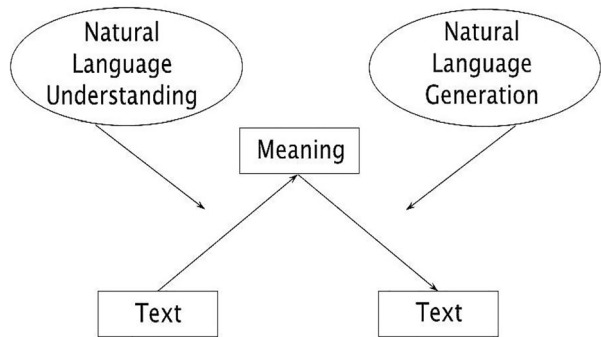 Natural
Language
Understanding
Natural
Language
Generation
Meaning
Text
Text